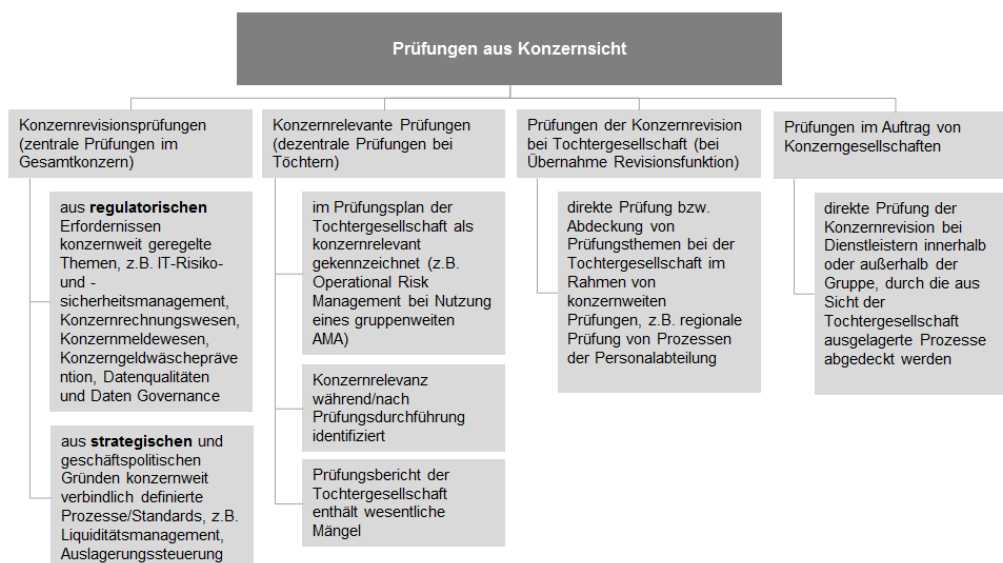 Prüfungen aus Konzernsicht
Konzernrevisionsprüfungen
(zentrale Prüfungen im
Gesamtkonzern)
aus regulatorischen
Erfordernissen
konzernweit geregelte
Themen, z.B. IT-Risiko-
und -
sicherheitsmanagement,
Konzernrechnungswesen,
Konzernmeldewesen,
Konzerngeldwäschepräve
ntion, Datenqualitäten
und Daten Governance
aus strategischen und
geschäftspolitischen
Gründen konzernweit
verbindlich definierte
Prozesse/Standards, z.B.
Liquiditätsmanagement,
Auslagerungssteuerung
Konzernrelevante Prüfungen
(dezentrale Prüfungen bei
Töchtern)
im Prüfungsplan der
Tochtergesellschaft als
konzernrelevant
gekennzeichnet (z.B.
Operational Risk
Management bei Nutzung
eines gruppenweiten
AMA)
Konzernrelevanz
während/nach
Prüfungsdurchführung
identifiziert
Prüfungsbericht der
Tochtergesellschaft
enthält wesentliche
Mängel
Prüfungen der Konzernrevision
bei Tochtergesellschaft (bei
Übernahme Revisionsfunktion)
direkte Prüfung bzw.
Abdeckung von
Prüfungsthemen bei der
Tochtergesellschaft im
Rahmen von
konzernweiten
Prüfungen, z.B. regionale
Prüfung von Prozessen
der Personalabteilung
Prüfungen im Auftrag von
Konzerngesellschaften
direkte Prüfung der
Konzernrevision bei
Dienstleistern innerhalb
oder außerhalb der
Gruppe, durch die aus
Sicht der
Tochtergesellschaft
ausgelagerte Prozesse
abgedeckt werden